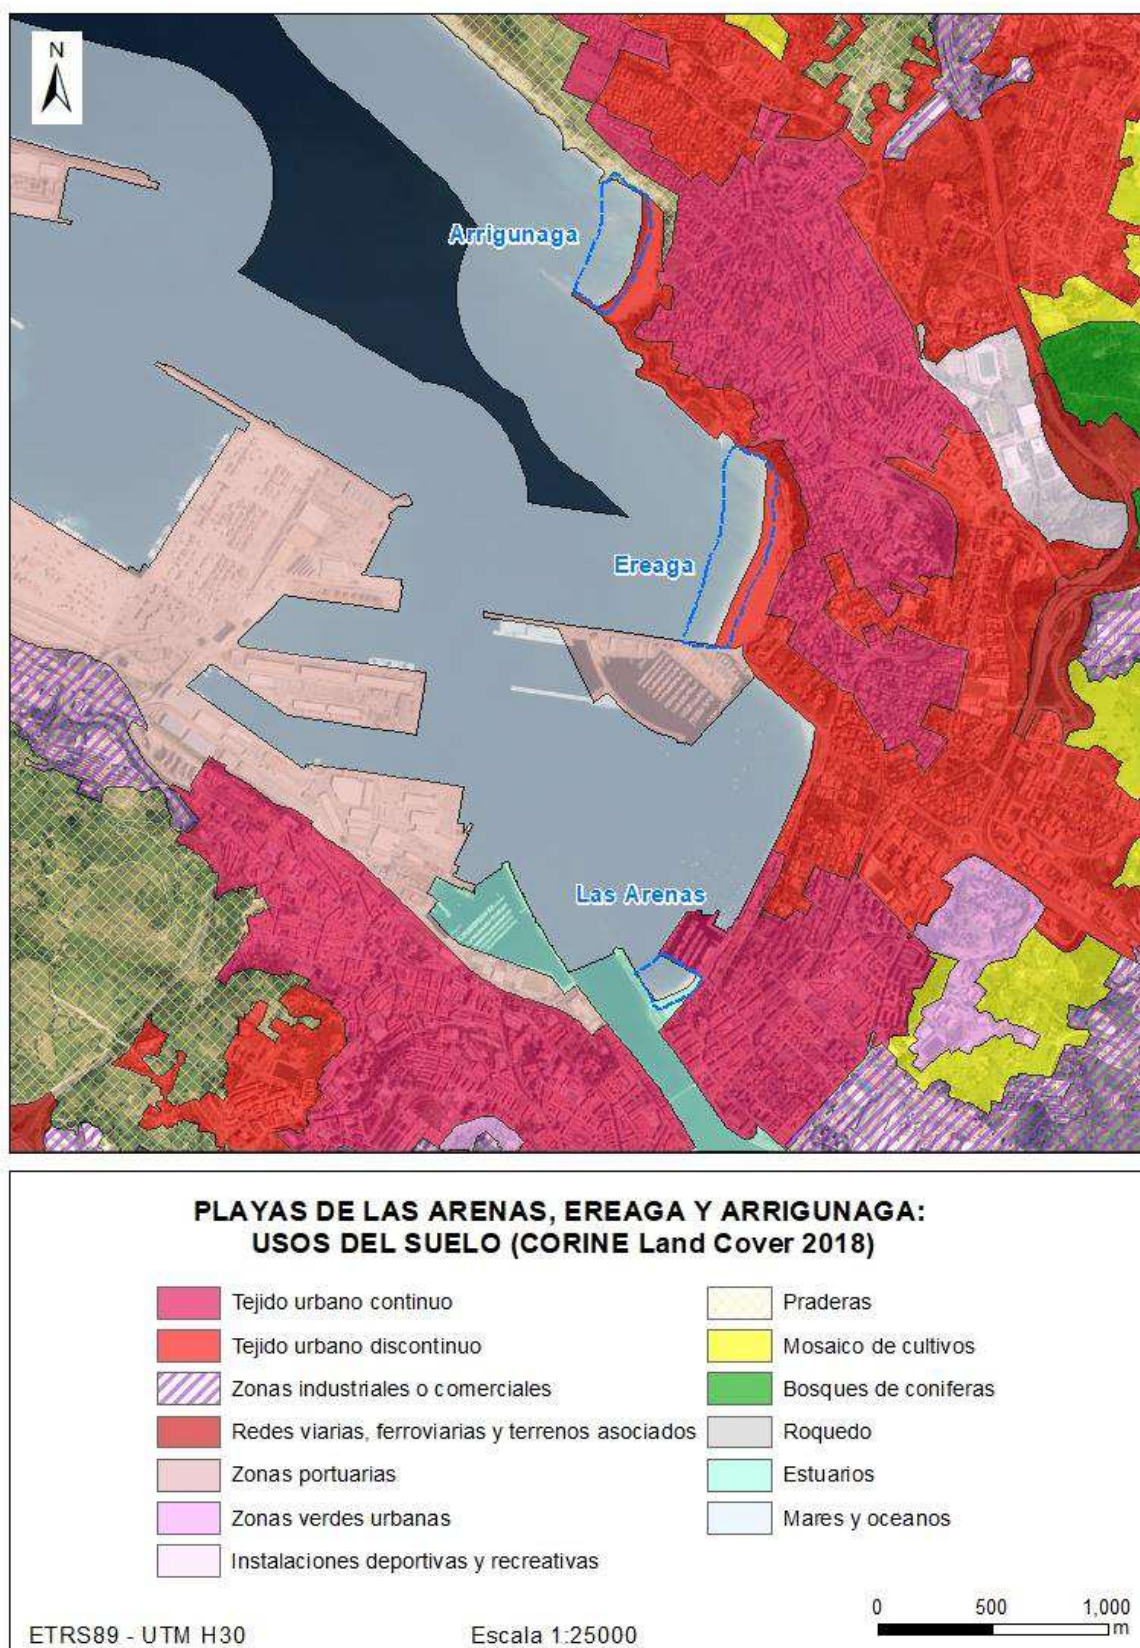 N
Arrigunaga
Ereaga
Las Arenas
PLAYAS DE LAS ARENAS, EREAGA Y ARRIGUNAGA:
USOS DEL SUELO (CORINE Land Cover 2018)
Tejido urbano continuo
Tejido urbano discontinuo
Zonas industriales o comerciales
Redes viarias, ferroviarias y terrenos asociados
Zonas portuarias
Zonas verdes urbanas
Instalaciones deportivas y recreativas
Praderas
Mosaico de cultivos
Bosques de coniferas
Roquedo
Estuarios
Mares y oceanos
0 500 1,000
m
ETRS89 - UTM H30 Escala 1:25000